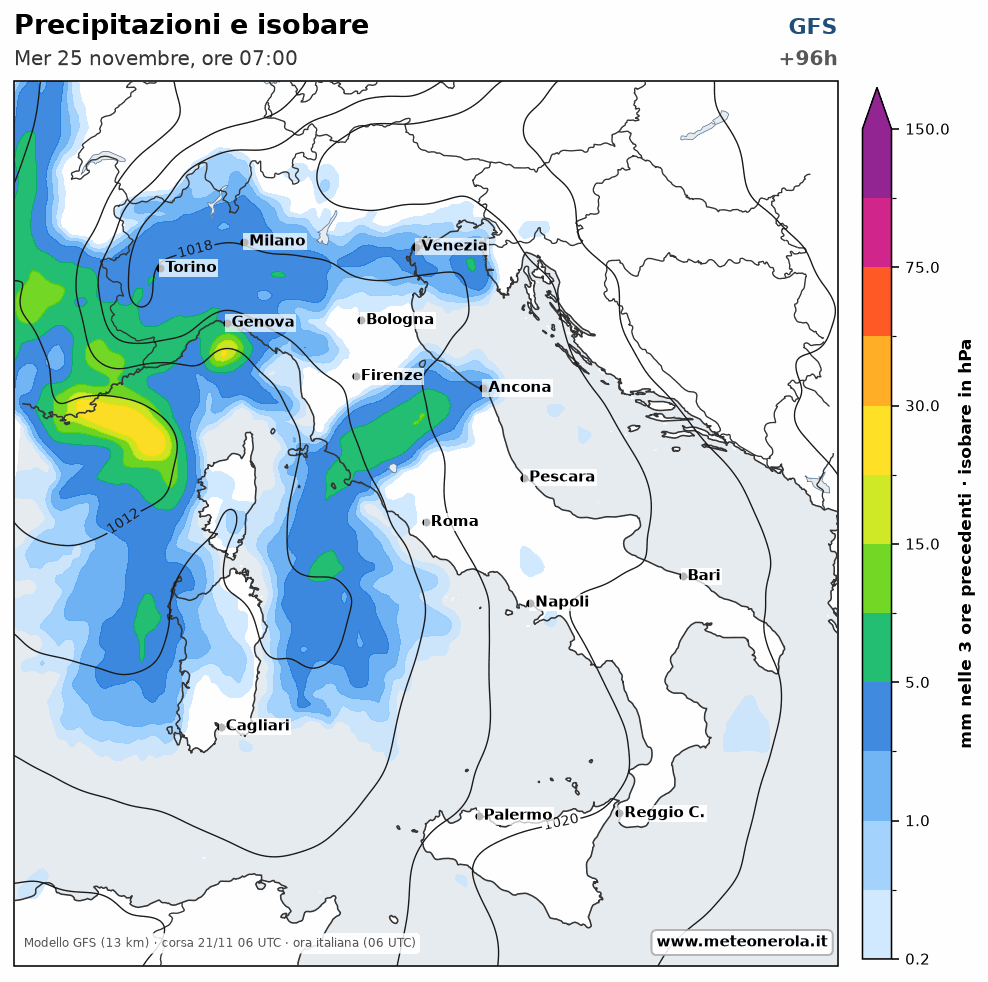 Precipitazioni e isobare
GFS
Mer 25 novembre, ore 07:00
+96h
150.0
75.0
30.0
15.0
5.0
1.0
0.2
mm nelle 3 ore precedenti · isobare in hPa
1018
Milano
Venezia
Torino
Genova
Bologna
Firenze
Ancona
Pescara
1012
Roma
Bari
Napoli
Cagliari
Palermo
1020
Reggio C.
Modello GFS (13 km) · corsa 21/11 06 UTC · ora italiana (06 UTC)
www.meteonerola.it